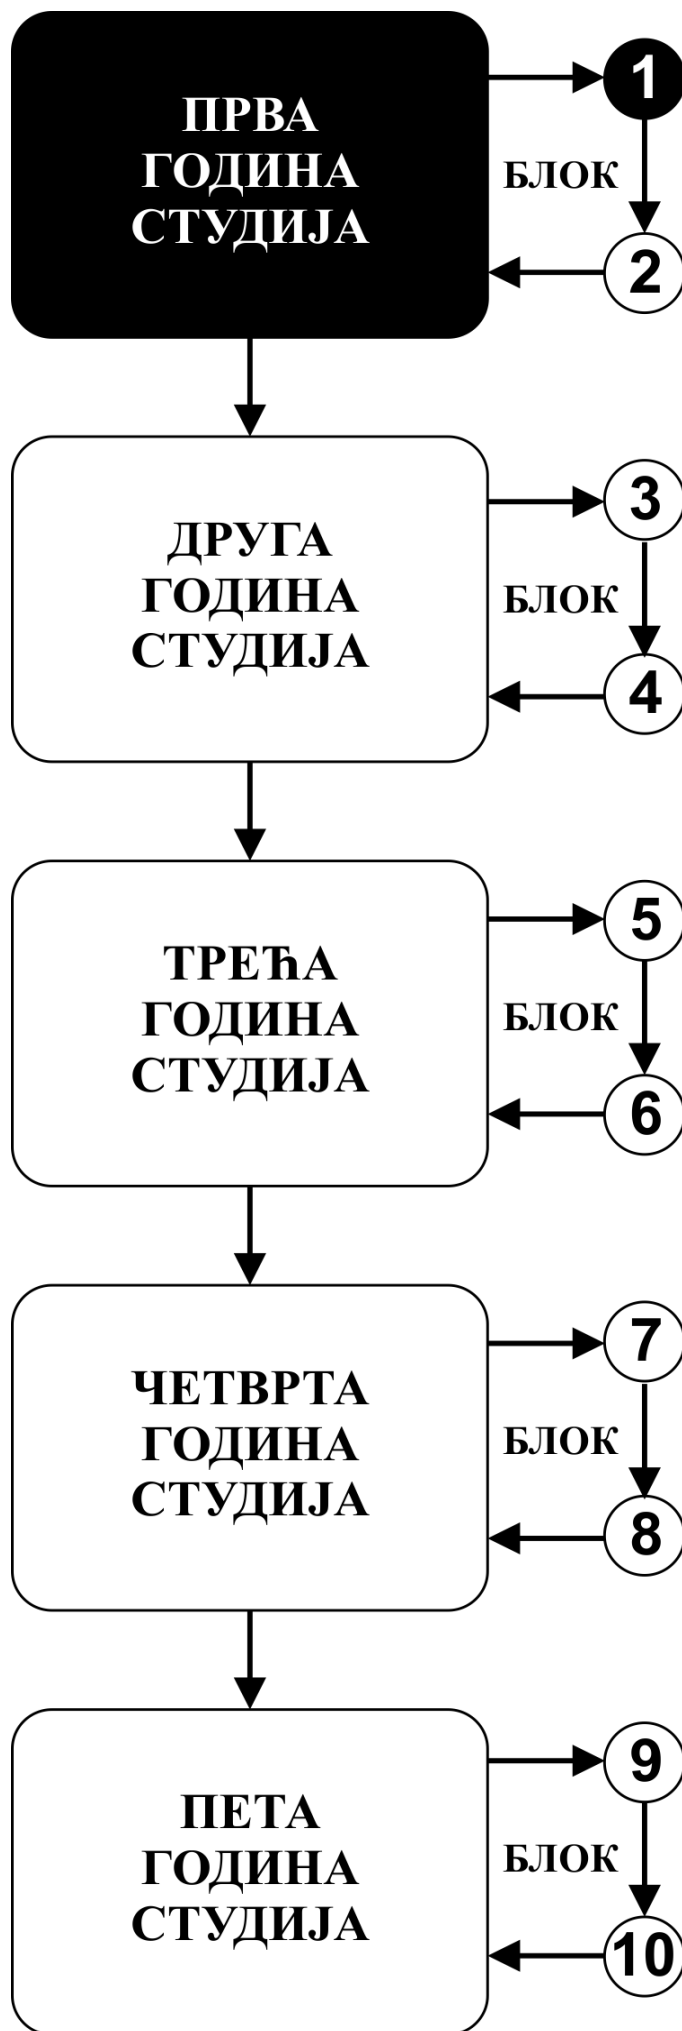 ПРВА
ГОДИНА
СТУДИЈА
1
БЛОК
2
ДРУГА
ГОДИНА
СТУДИЈА
3
БЛОК
4
ТРЕЋА
ГОДИНА
СТУДИЈА
5
БЛОК
6
ЧЕТВРТА
ГОДИНА
СТУДИЈА
7
БЛОК
8
ПЕТА
ГОДИНА
СТУДИЈА
9
БЛОК
10